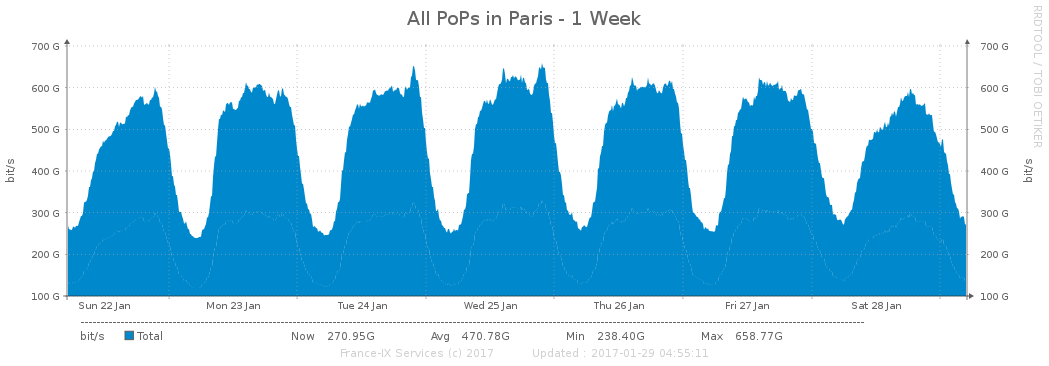 All PoPs in Paris - 1 Week
RRDTOOL / TOBI OETIKER
700 G 700 G
600 G 600 G
500 G 500 G
400 G 400 G
300 G 300 G
200 G 200 G
100 G 100 G
bit/s bit/s
Sun 22 Jan Mon 23 Jan Tue 24 Jan Wed 25 Jan Thu 26 Jan Fri 27 Jan Sat 28 Jan
bit/s Total Now 270.95G Avg 470.78G Min 238.40G Max 658.77G
France-IX Services (c) 2017 Updated : 2017-01-29 04:55:11